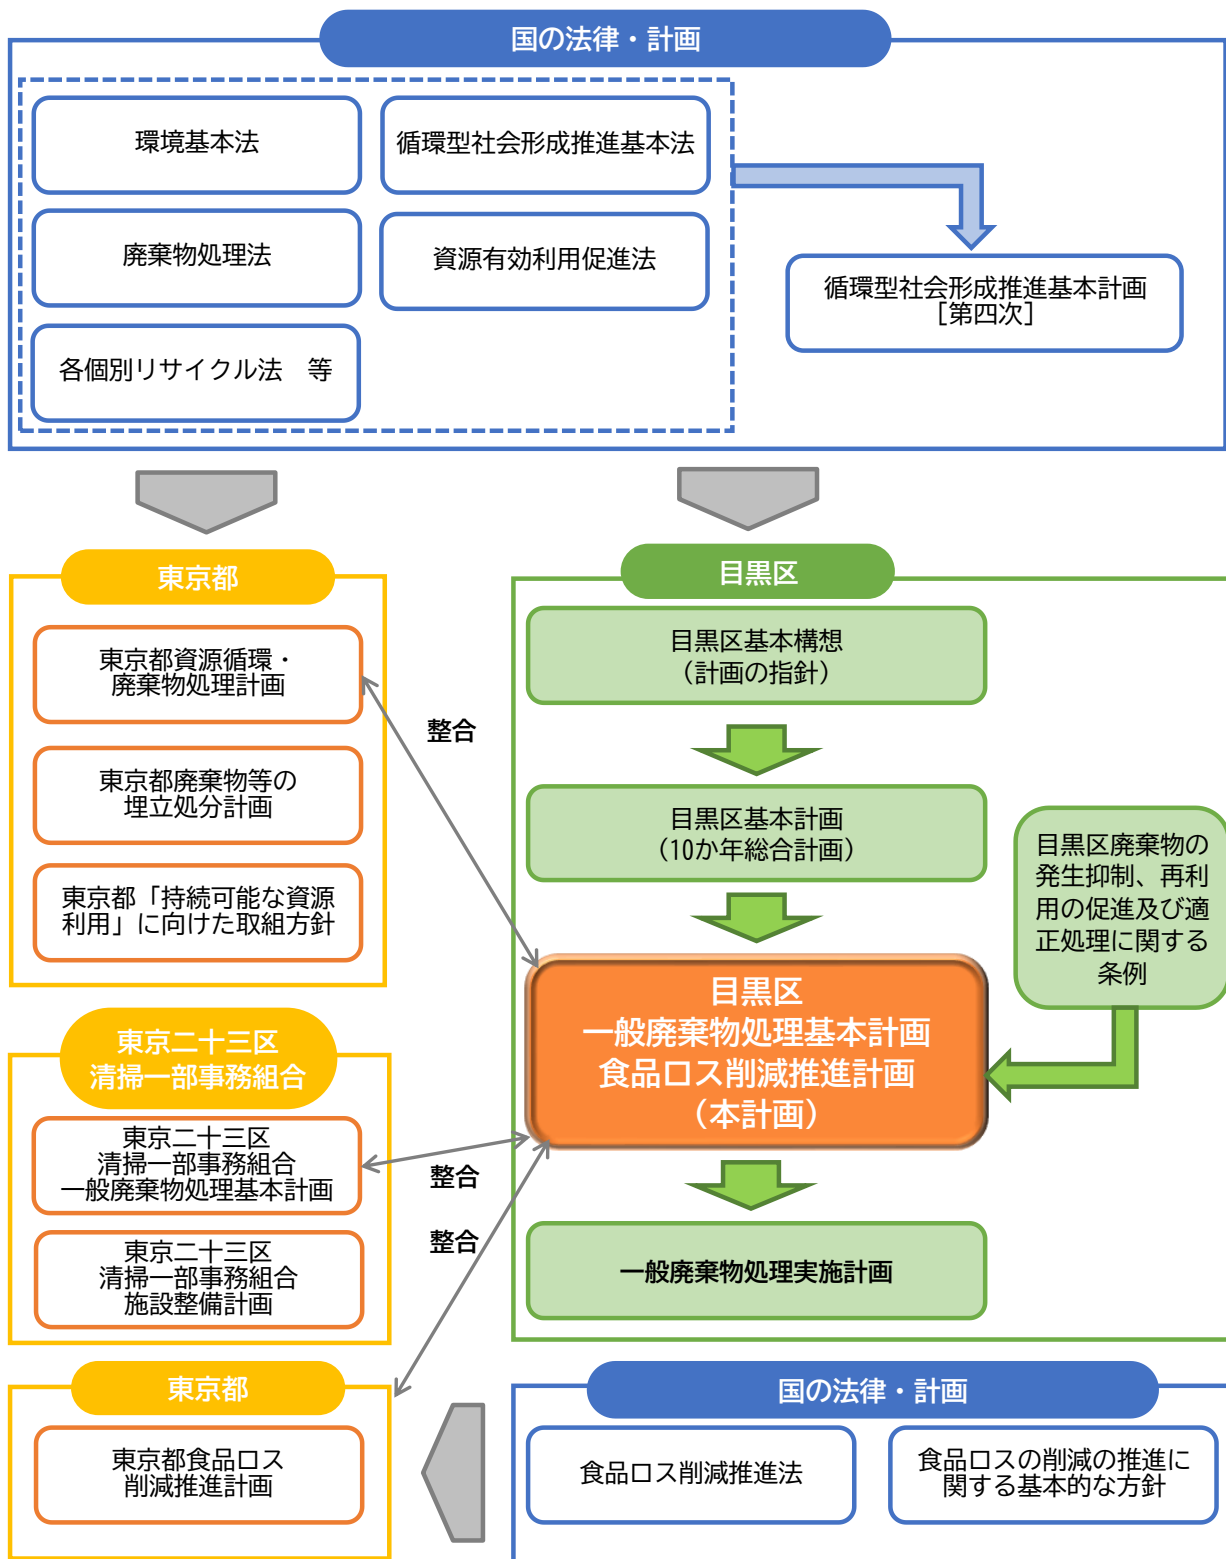 国の法律・計画
環境基本法
循環型社会形成推進基本法
廃棄物処理法
資源有効利用促進法
各個別リサイクル法　等
循環型社会形成推進基本計画
［第四次］
東京都
東京都資源循環・
廃棄物処理計画
東京都廃棄物等の
埋立処分計画
東京都「持続可能な資源
利用」に向けた取組方針
整合
目黒区
目黒区基本構想
（計画の指針）
目黒区基本計画
（10か年総合計画）
目黒区廃棄物の
発生抑制、再利
用の促進及び適
正処理に関する
条例
目黒区
一般廃棄物処理基本計画
食品ロス削減推進計画
（本計画）
一般廃棄物処理実施計画
東京二十三区
清掃一部事務組合
東京二十三区
清掃一部事務組合
一般廃棄物処理基本計画
整合
東京二十三区
清掃一部事務組合
施設整備計画
整合
東京都
東京都食品ロス
削減推進計画
国の法律・計画
食品ロス削減推進法
食品ロスの削減の推進に
関する基本的な方針